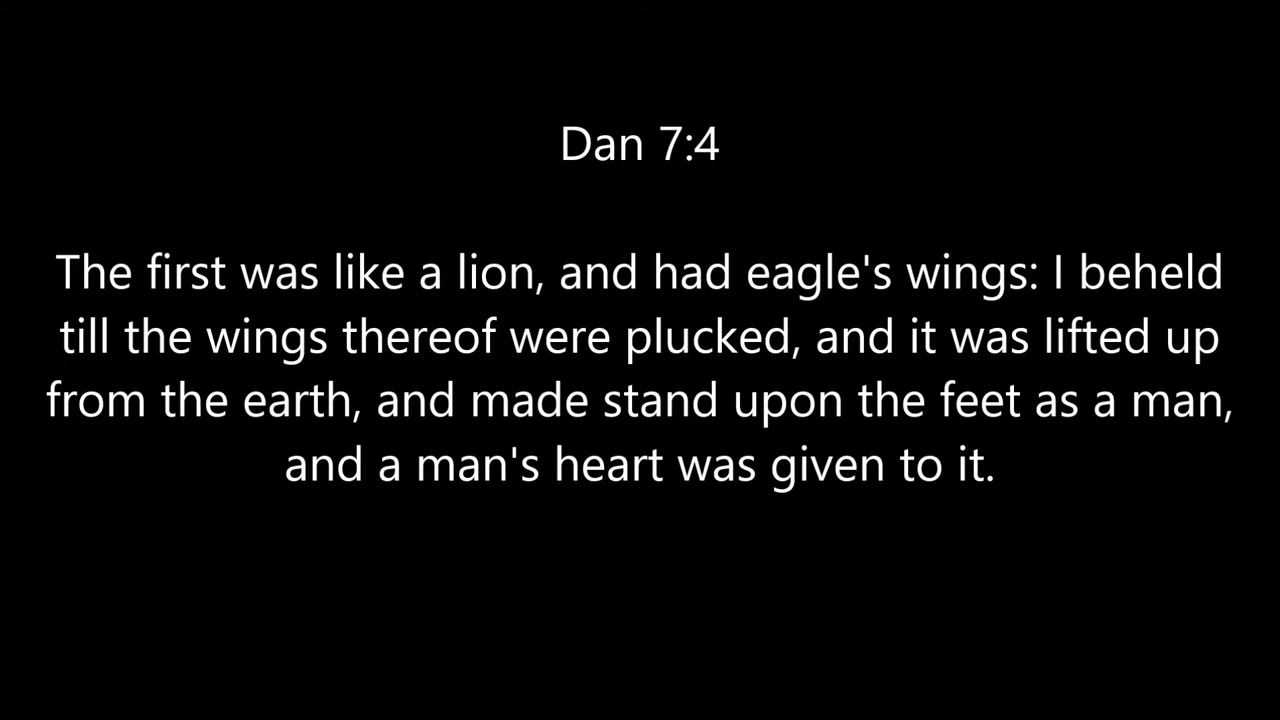 Dan 7:4
The first was like a lion, and had eagle's wings: I beheld
till the wings thereof were plucked, and it was lifted up
from the earth, and made stand upon the feet as a man,
and a man's heart was given to it.